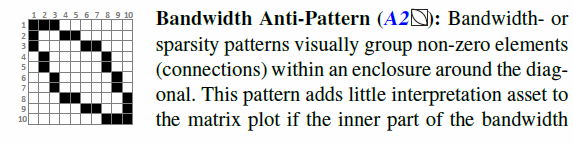 1 2 3 4 5 6 7 8 9 10
1
2
3
4
5
6
7
8
9
10
Bandwidth Anti-Pattern (A2): Bandwidth- or
sparsity patterns visually group non-zero elements
(connections) within an enclosure around the diag-
onal. This pattern adds little interpretation asset to
the matrix plot if the inner part of the bandwidth